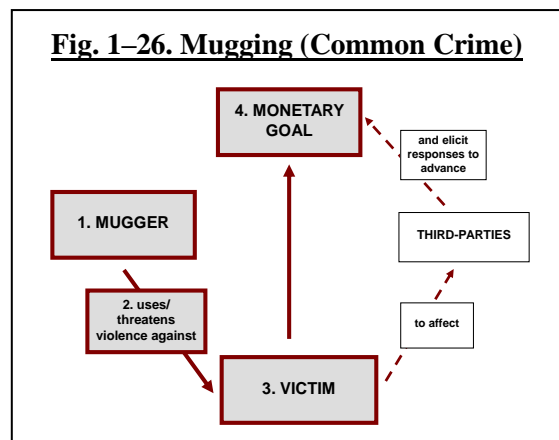 Fig. 1–26. Mugging (Common Crime)
4. MONETARY
GOAL
and elicit
responses to
advance
1. MUGGER
THIRD-PARTIES
2. uses/
threatens
violence against
to affect
3. VICTIM